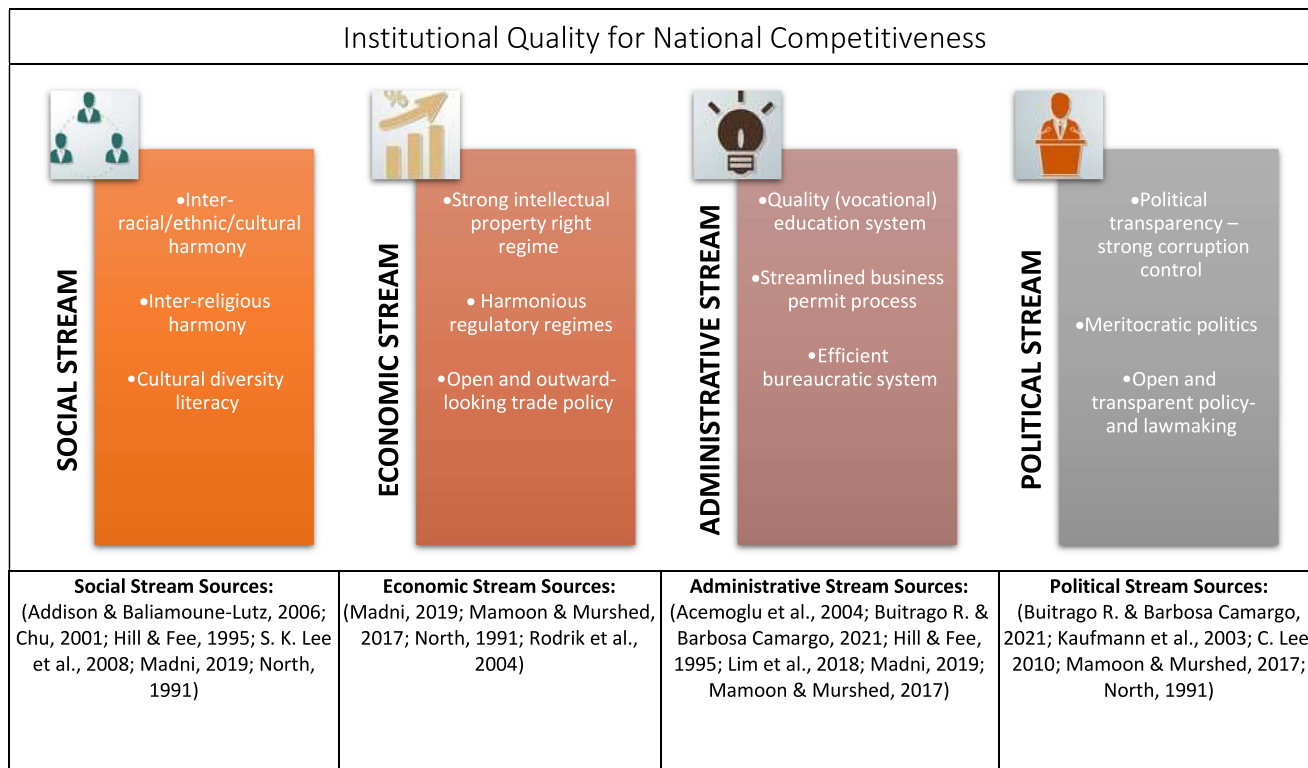 Institutional Quality for National Competitiveness
%
SOCIAL STREAM
•Inter-
racial/ethnic/cultural
harmony
•Inter-religious
harmony
•Cultural diversity
literacy
ECONOMIC STREAM
•Strong intellectual
property right
regime
• Harmonious
regulatory regimes
•Open and outward-
looking trade policy
ADMINISTRATIVE STREAM
•Quality (vocational)
education system
•Streamlined business
permit process
•Efficient
bureaucratic system
POLITICAL STREAM
•Political
transparency –
strong corruption
control
•Meritocratic politics
•Open and
transparent policy-
and lawmaking
Social Stream Sources:
(Addison & Baliamoune-Lutz, 2006;
Chu, 2001; Hill & Fee, 1995; S. K. Lee
et al., 2008; Madni, 2019; North,
1991)
Economic Stream Sources:
(Madni, 2019; Mamoon & Murshed,
2017; North, 1991; Rodrik et al.,
2004)
Administrative Stream Sources:
(Acemoglu et al., 2004; Buitrago R. &
Barbosa Camargo, 2021; Hill & Fee,
1995; Lim et al., 2018; Madni, 2019;
Mamoon & Murshed, 2017)
Political Stream Sources:
(Buitrago R. & Barbosa Camargo,
2021; Kaufmann et al., 2003; C. Lee,
2010; Mamoon & Murshed, 2017;
North, 1991)